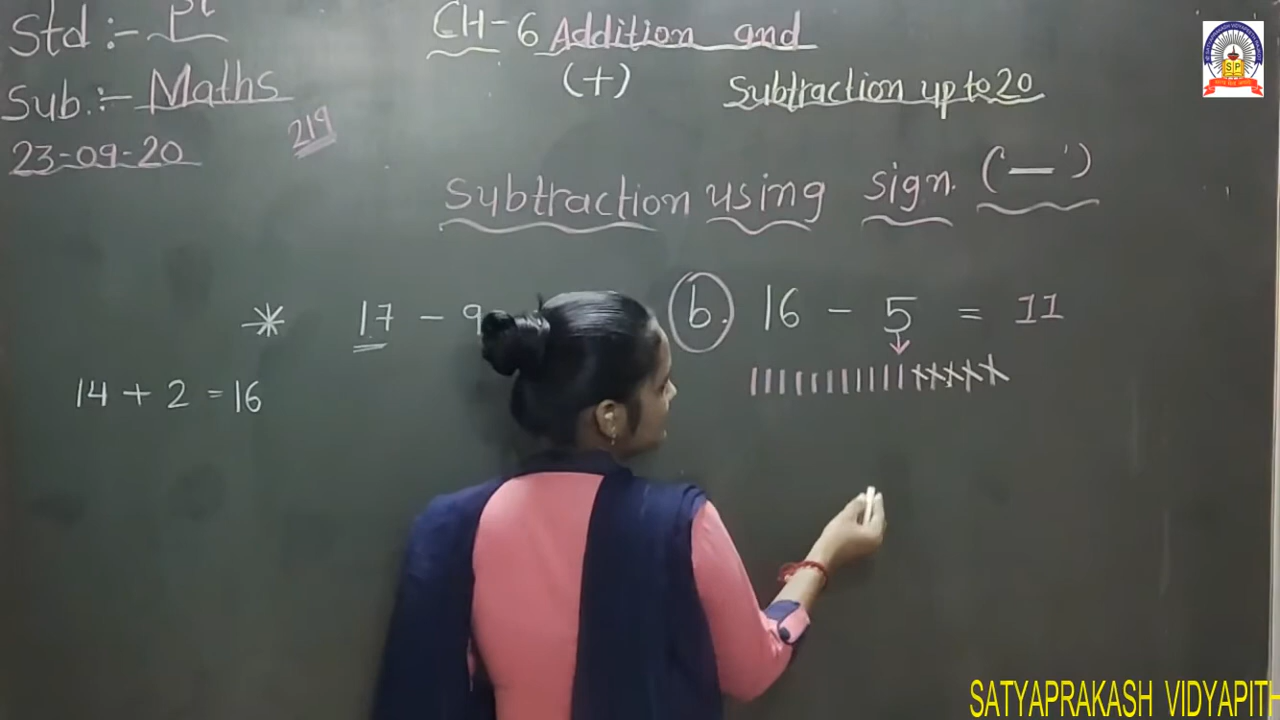 Std :-
Sub. :- Maths
23-09-20
219
CH-6 Addition and
(+)
Subtraction up to 20
Subtraction using sign. ('—')
* 17 - 9
b. 16 - 5 = 11
14 + 2 = 16
SP
SATYAPRAKASH VIDYAPITH